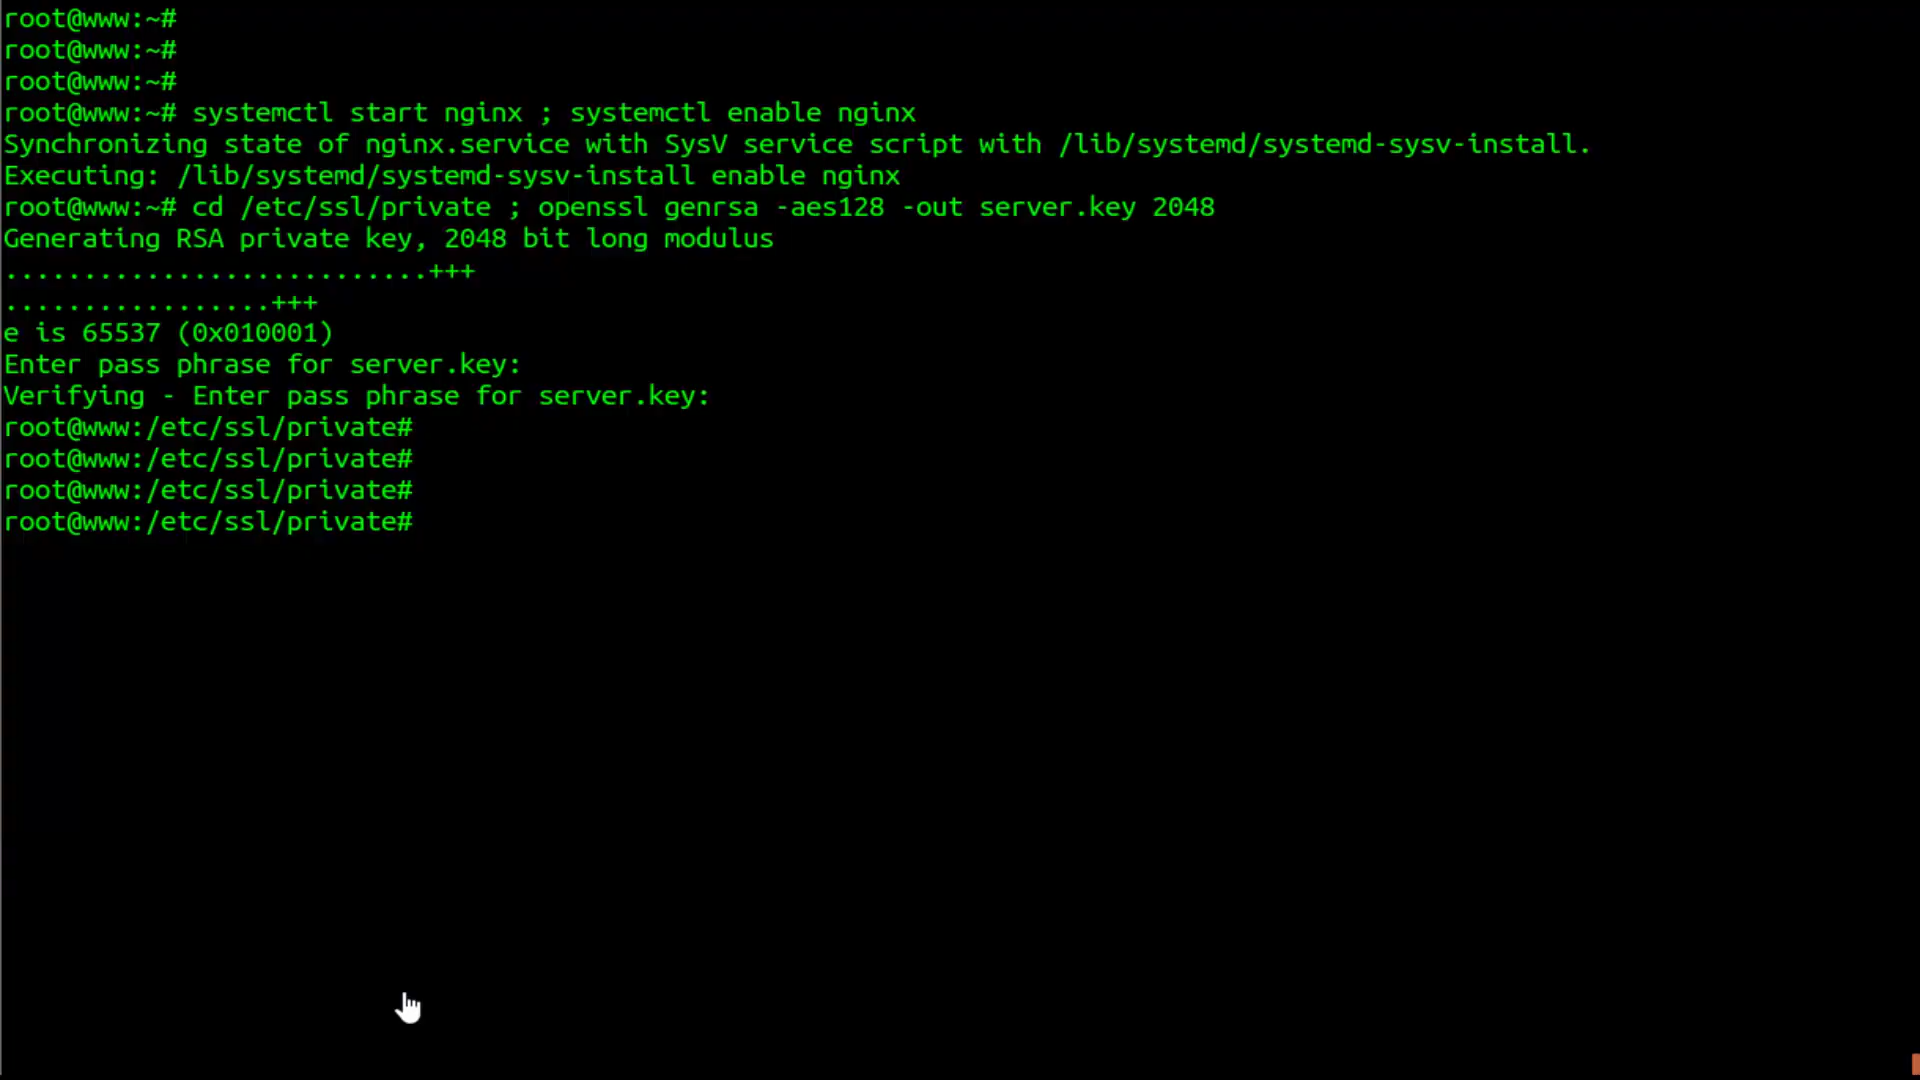 root@www:~#
root@www:~#
root@www:~#
root@www:~# systemctl start nginx ; systemctl enable nginx
Synchronizing state of nginx.service with SysV service script with /lib/systemd/systemd-sysv-install.
Executing: /lib/systemd/systemd-sysv-install enable nginx
root@www:~# cd /etc/ssl/private ; openssl genrsa -aes128 -out server.key 2048
Generating RSA private key, 2048 bit long modulus
...........................+++
.................+++
e is 65537 (0x010001)
Enter pass phrase for server.key:
Verifying - Enter pass phrase for server.key:
root@www:/etc/ssl/private#
root@www:/etc/ssl/private#
root@www:/etc/ssl/private#
root@www:/etc/ssl/private#